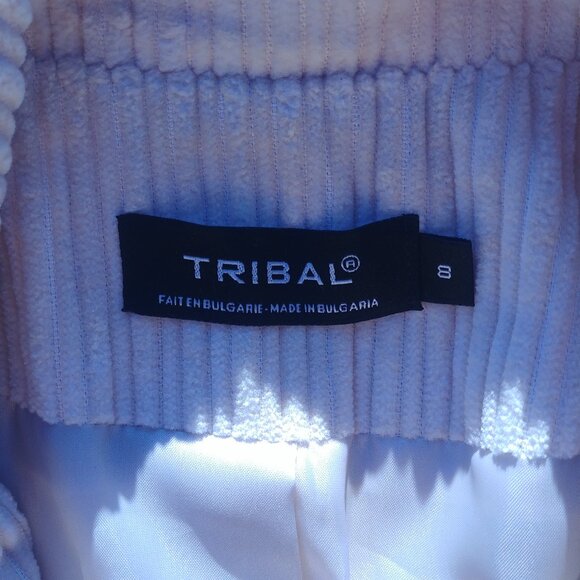 TRIBAL®
FAIT EN BULGARIE - MADE IN BULGARIA
8